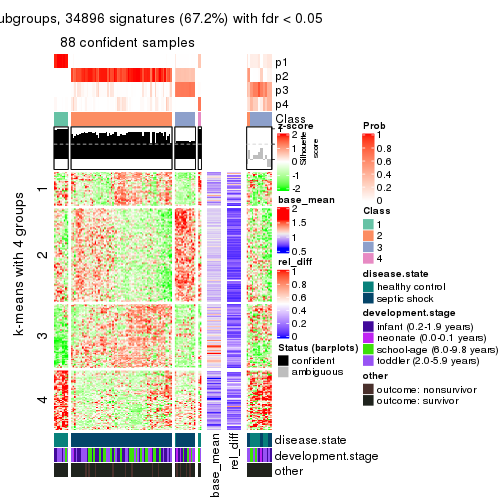 ubgroups, 34896 signatures (67.2%) with fdr < 0.05
88 confident samples
p1
p2
p3
p4
Class
Silhouette score
1
2
3
4
k-means with 4 groups
base_mean
rel_diff
disease.state
development.stage
other
z-score
2
1
0
-1
-2
base_mean
2
1.5
1
0.5
rel_diff
1
0.8
0.6
0.4
0.2
0
Status (barplots)
confident
ambiguous
Prob
1
0.8
0.6
0.4
0.2
0
Class
1
2
3
4
disease.state
healthy control
septic shock
development.stage
infant (0.2-1.9 years)
neonate (0.0-0.1 years)
school-age (6.0-9.8 years)
toddler (2.0-5.9 years)
other
outcome: nonsurvivor
outcome: survivor